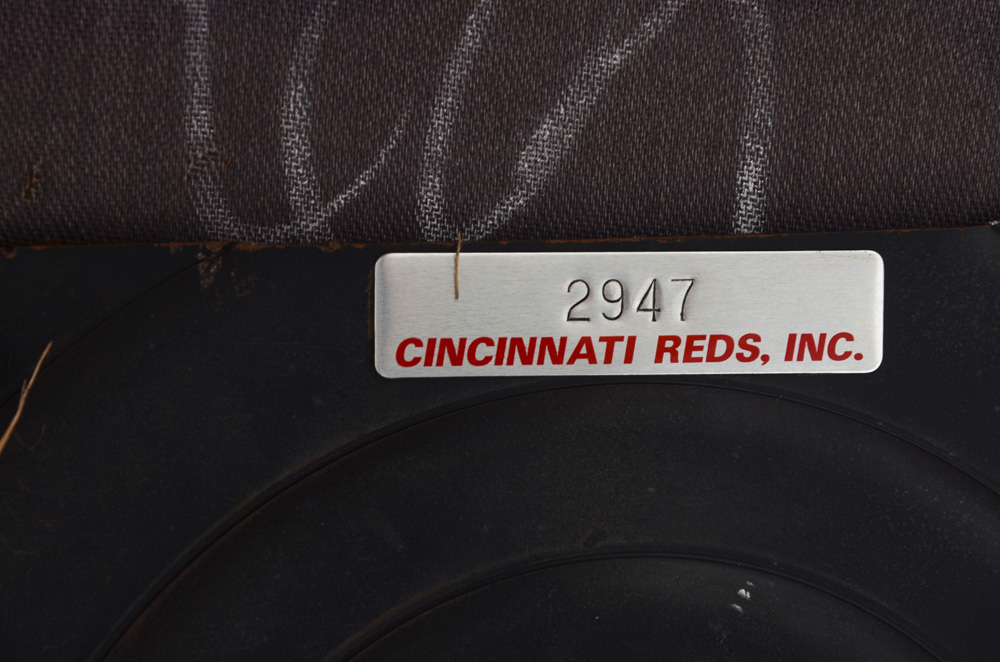 2947
CINCINNATI REDS, INC.